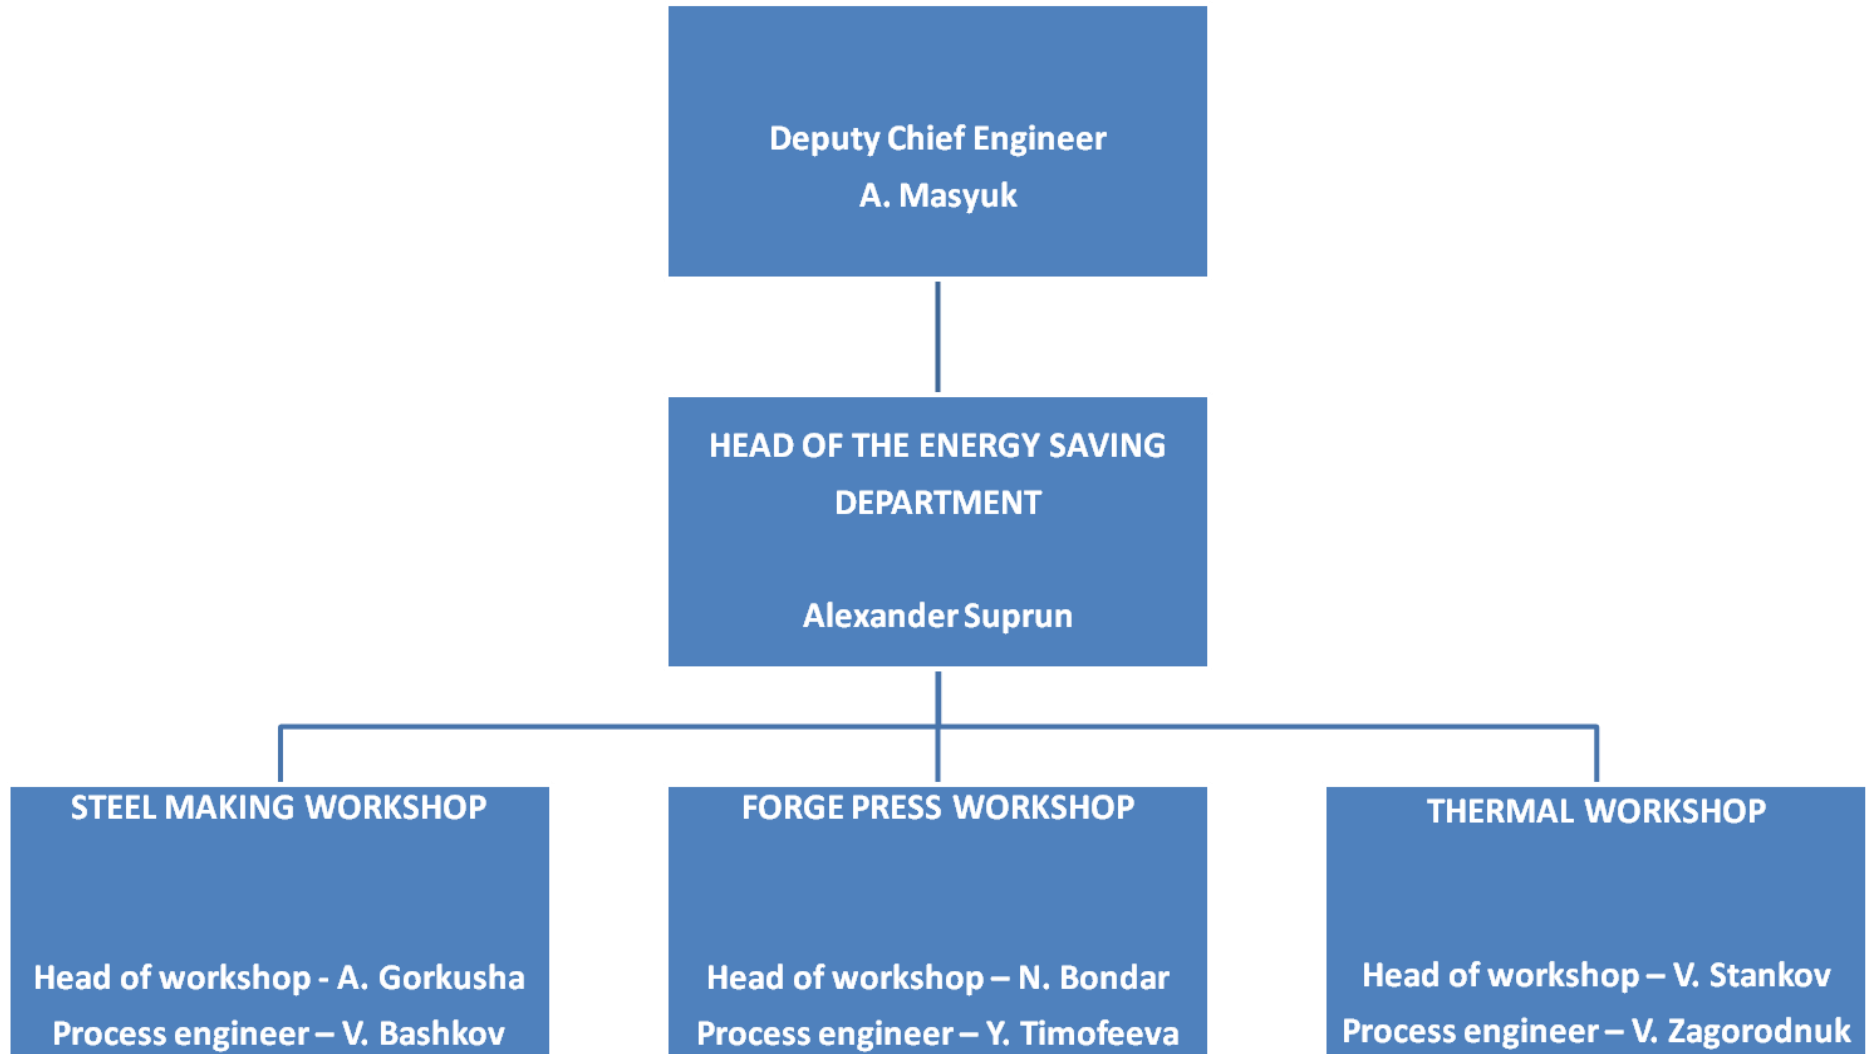 Deputy Chief Engineer
A. Masyuk
HEAD OF THE ENERGY SAVING
DEPARTMENT
Alexander Suprun
STEEL MAKING WORKSHOP
Head of workshop - A. Gorkusha
Process engineer – V. Bashkov
FORGE PRESS WORKSHOP
Head of workshop – N. Bondar
Process engineer – Y. Timofeeva
THERMAL WORKSHOP
Head of workshop – V. Stankov
Process engineer – V. Zagorodnuk